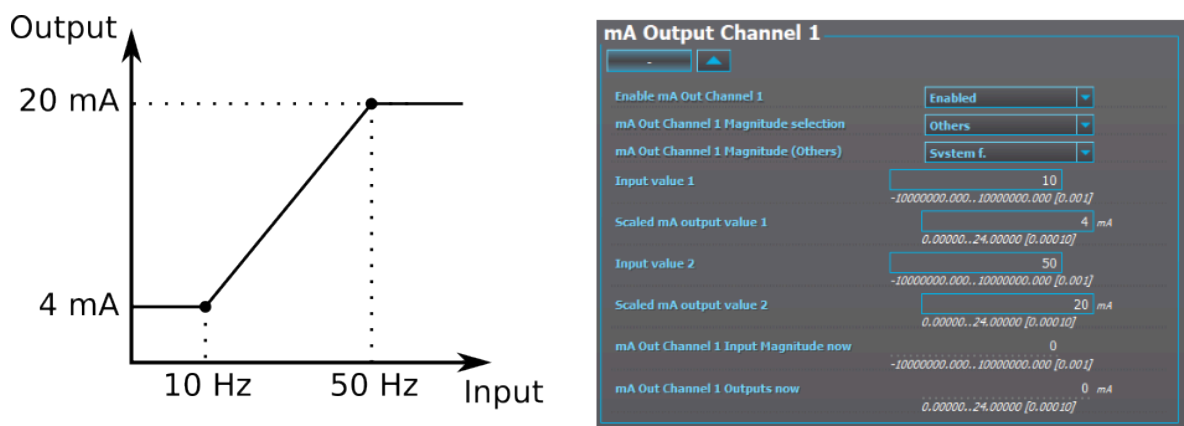 Output
20 mA
4 mA
10 Hz
50 Hz
Input
mA Output Channel 1
-
Enable mA Out Channel 1 Enabled
mA Out Channel 1 Magnitude selection Others
mA Out Channel 1 Magnitude (Others) System f.
Input value 1 10
-10000000.000..10000000.000 [0.001]
Scaled mA output value 1 4 mA
0.00000..24.00000 [0.00010]
Input value 2 50
-10000000.000..10000000.000 [0.001]
Scaled mA output value 2 20 mA
0.00000..24.00000 [0.00010]
mA Out Channel 1 Input Magnitude now 0
-10000000.000..10000000.000 [0.001]
mA Out Channel 1 Outputs now 0 mA
0.00000..24.00000 [0.00010]